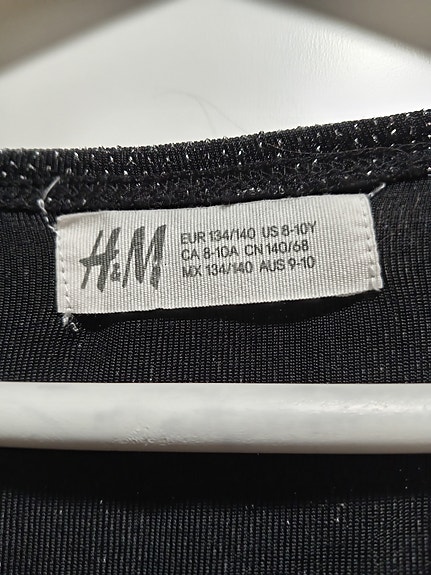 H&M
EUR 134/140 US 8-10Y
CA 8-10A CN 140/68
MX 134/140 AUS 9-10